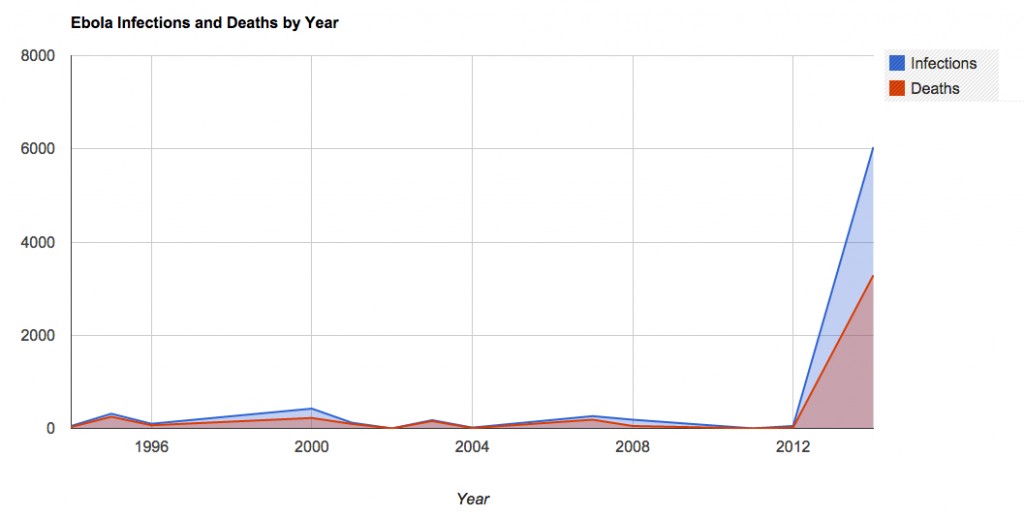 Ebola Infections and Deaths by Year
8000
6000
4000
2000
0
1996 2000 2004 2008 2012
Year
Infections
Deaths